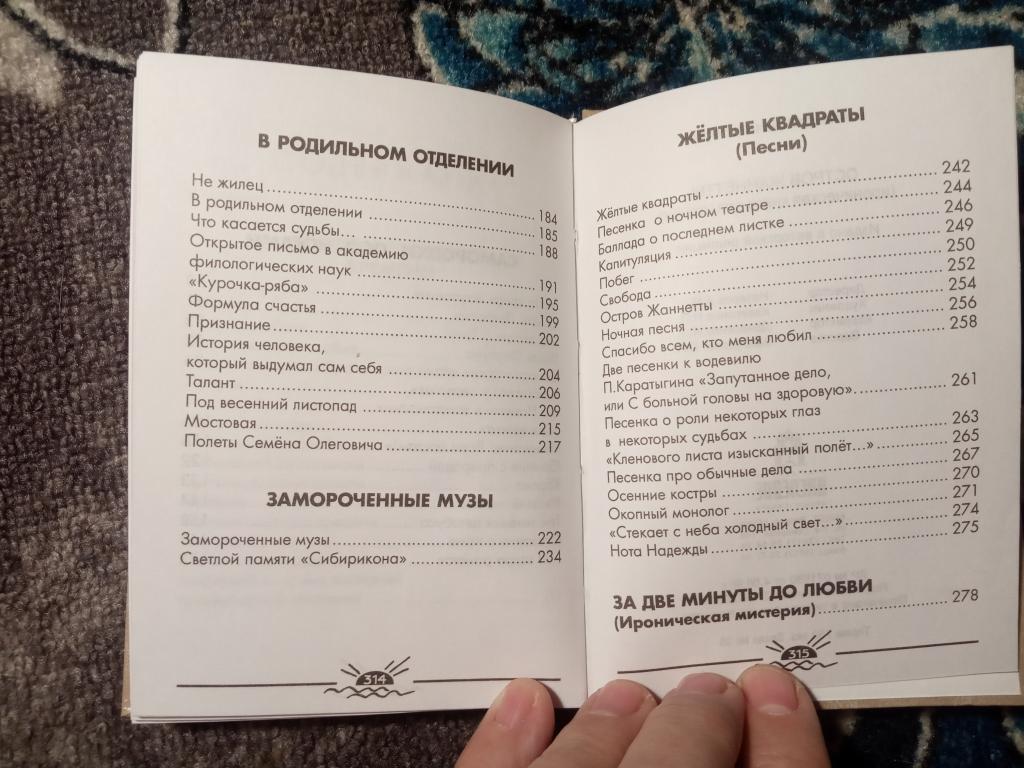 В РОДИЛЬНОМ ОТДЕЛЕНИИ
Не жилец 184
В родильном отделении 185
Что касается судьбы... 188
Открытое письмо в академию
филологических наук 191
«Курочка-ряба» 195
Формула счастья 199
Признание 202
История человека,
который выдумал сам себя 204
Талант 206
Под весенний листопад 209
Мостовая 215
Полеты Семёна Олеговича 217
ЗАМОРОЧЕННЫЕ МУЗЫ
Замороченные музы 222
Светлой памяти «Сибирикона» 234
314
ЖЁЛТЫЕ КВАДРАТЫ
(Песни)
Жёлтые квадраты 242
Песенка о ночном театре 244
Баллада о последнем листке 246
Капитуляция 249
Побег 250
Свобода 252
Остров Жаннетты 254
Ночная песня 256
Спасибо всем, кто меня любил 258
Две песенки к водевилю
П.Каратыгина «Запутанное дело,
или С больной головы на здоровую» 261
Песенка о роли некоторых глаз
в некоторых судьбах 263
«Кленового листа изысканный полёт...» 265
Песенка про обычные дела 267
Осенние костры 270
Окопный монолог 271
«Стекает с неба холодный свет...» 274
Нота Надежды 275
ЗА ДВЕ МИНУТЫ ДО ЛЮБВИ
(Ироническая мистерия) 278
315